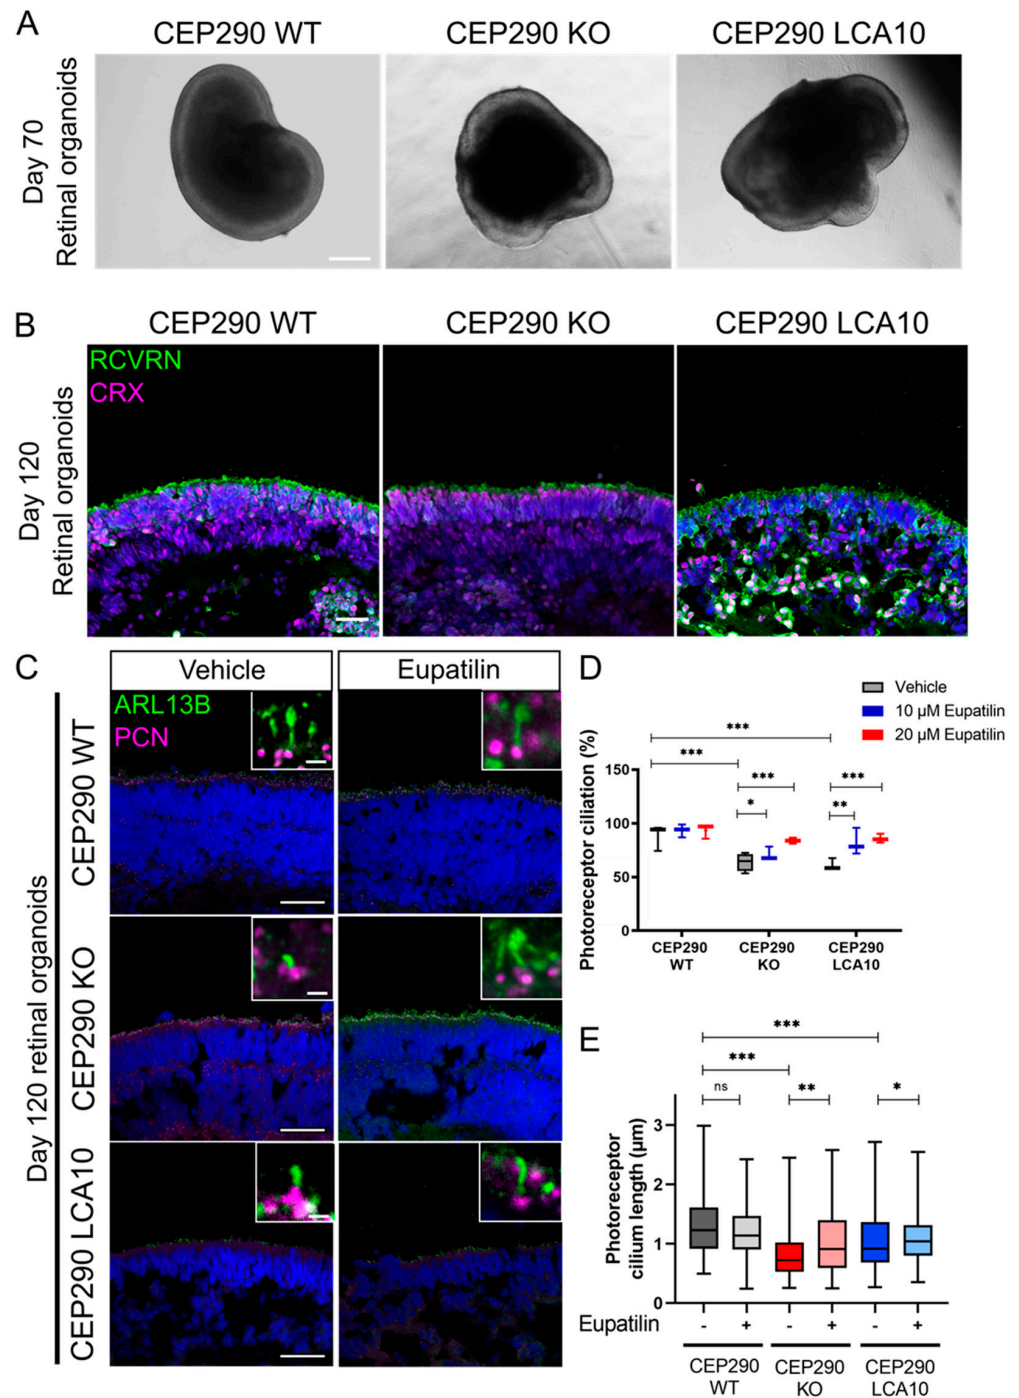 A
CEP290 WT
CEP290 KO
CEP290 LCA10
Day 70
Retinal organoids
B
CEP290 WT
CEP290 KO
CEP290 LCA10
Day 120
Retinal organoids
RCVRN
CRX
C
Vehicle
Eupatilin
Day 120 retinal organoids
CEP290 WT
CEP290 KO
CEP290 LCA10
ARL13B
PCN
D
Vehicle
10 µM Eupatilin
20 µM Eupatilin
***
***
***
***
*
**
Photoreceptor ciliation (%)
150
100
50
0
CEP290
WT
CEP290
KO
CEP290
LCA10
E
***
***
ns
**
*
Photoreceptor
cilium length (µm)
3
2
1
0
Eupatilin
- + - + - +
CEP290
WT
CEP290
KO
CEP290
LCA10